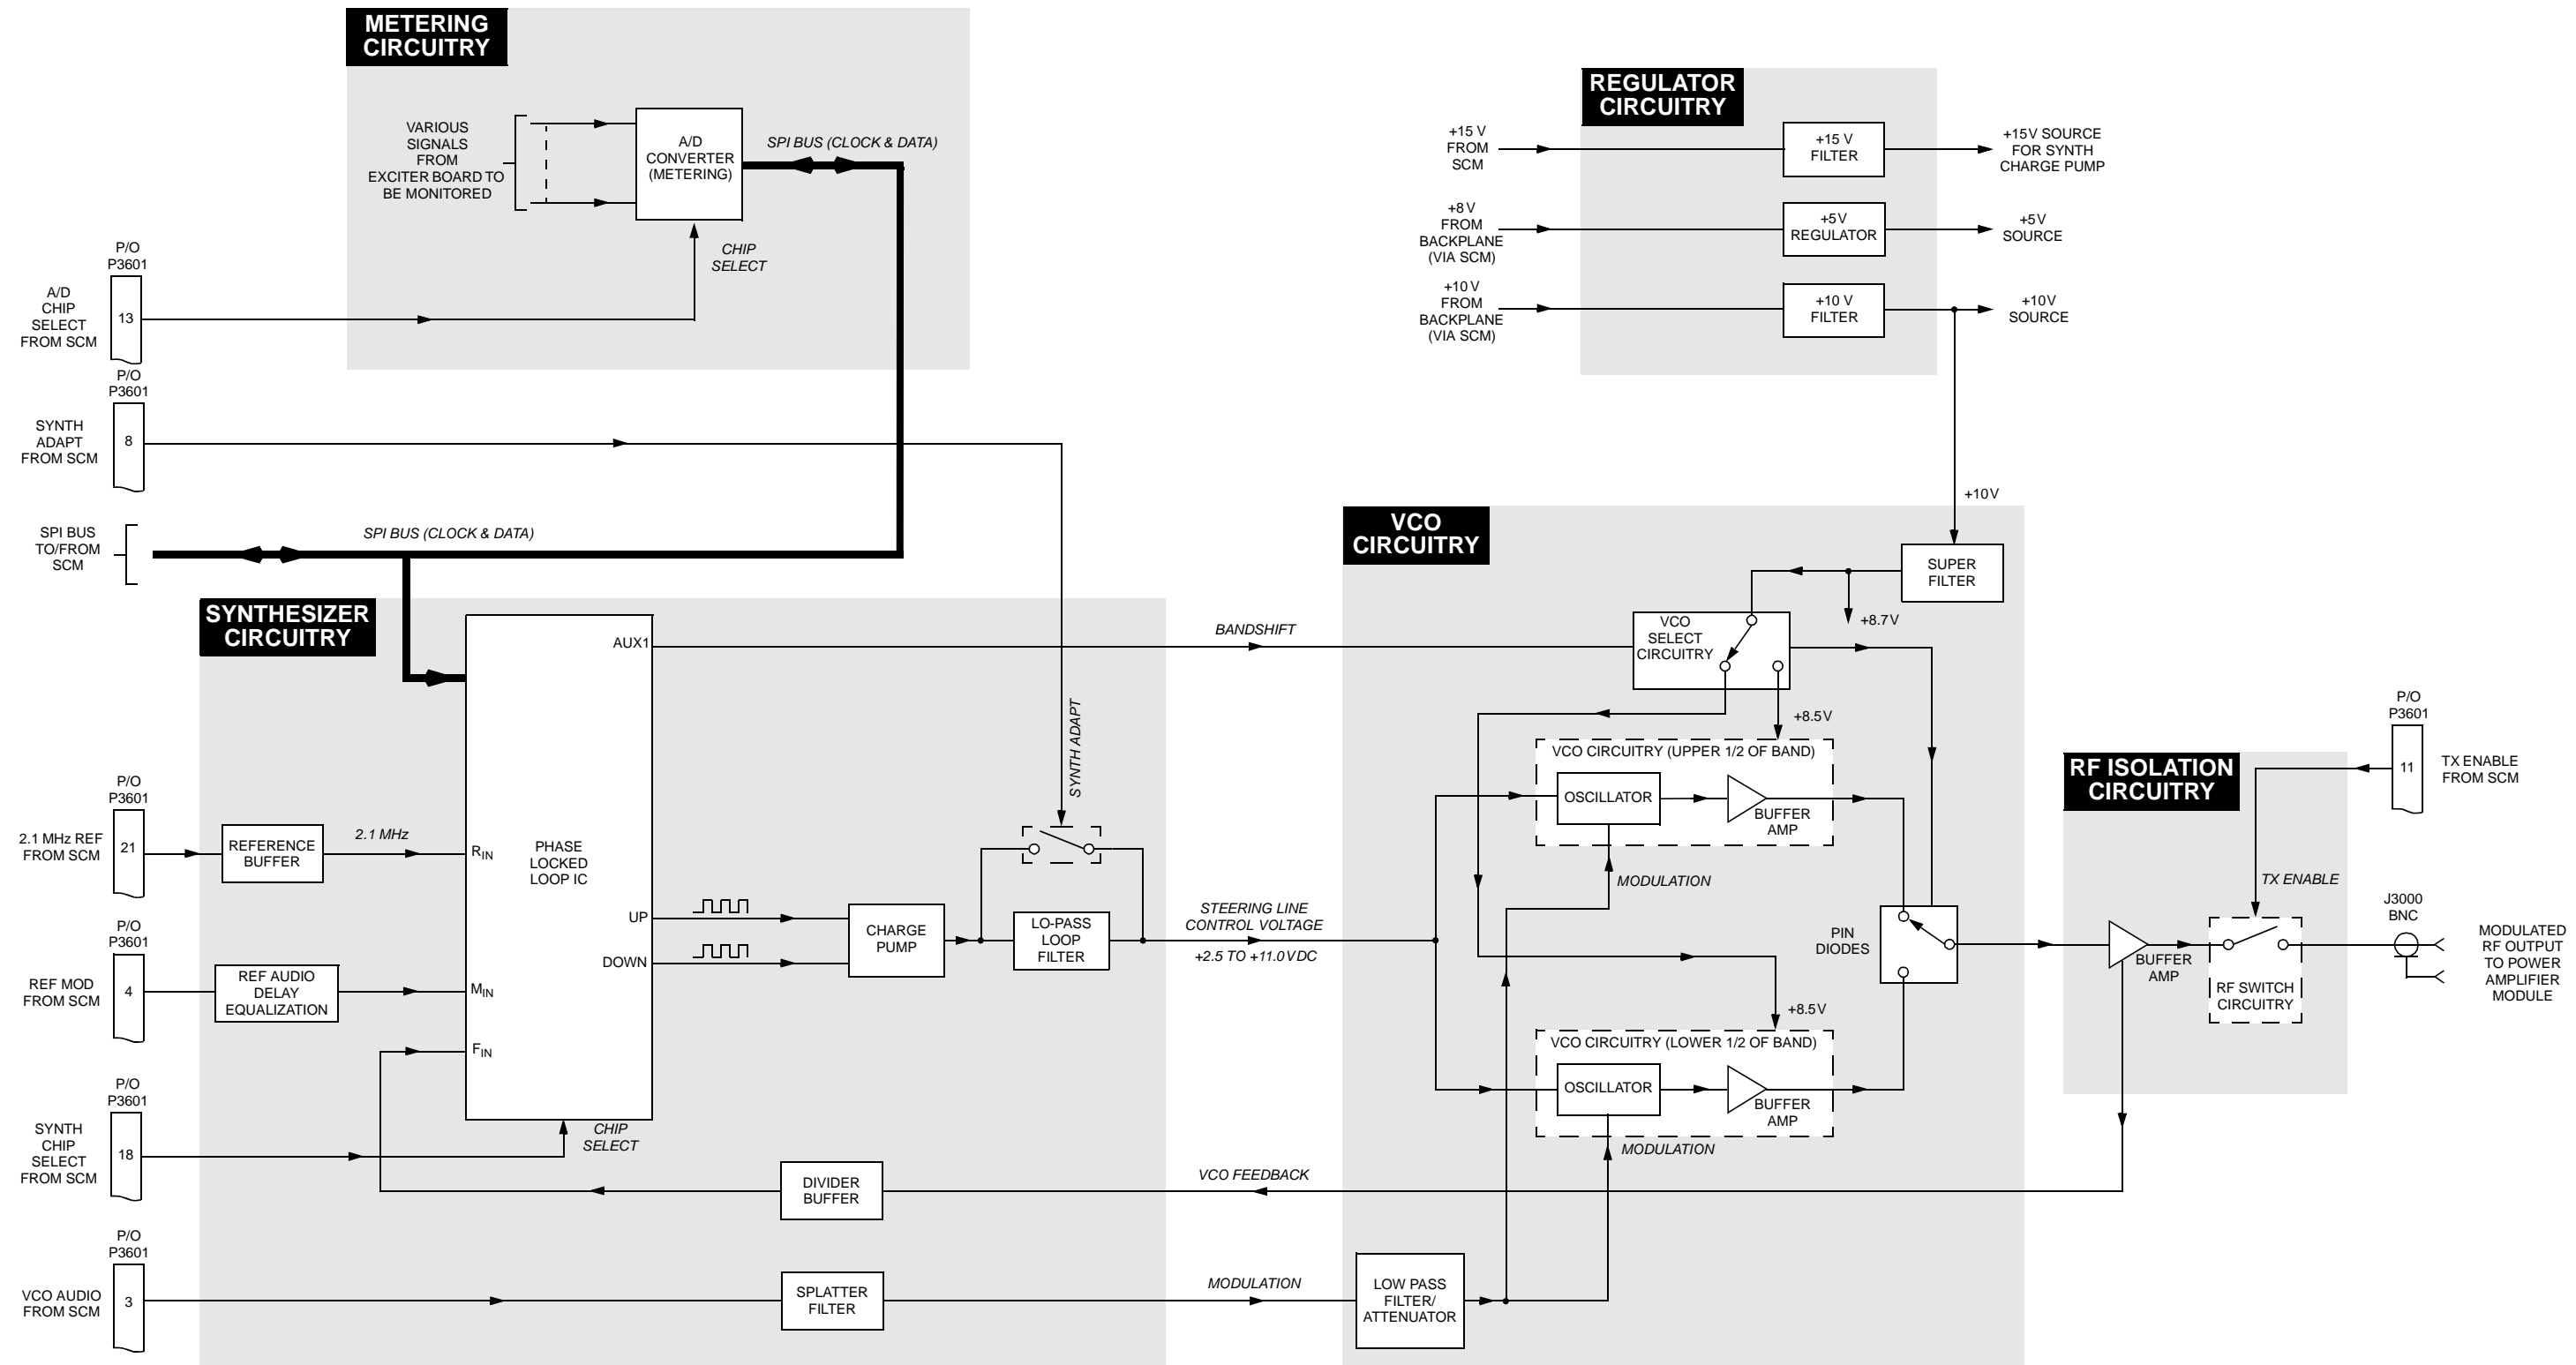 METERING
CIRCUITRY
VARIOUS
SIGNALS
FROM
EXCITER BOARD TO
BE MONITORED
A/D
CONVERTER
(METERING)
SPI BUS (CLOCK & DATA)
CHIP
SELECT
P/O
P3601
A/D
CHIP
SELECT
FROM SCM
13
P/O
P3601
SYNTH
ADAPT
FROM SCM
8
SPI BUS
TO/FROM
SCM
SPI BUS (CLOCK & DATA)
REGULATOR
CIRCUITRY
+15 V
FROM
SCM
+15 V
FILTER
+15V SOURCE
FOR SYNTH
CHARGE PUMP
+8V
FROM
BACKPLANE
(VIA SCM)
+5V
REGULATOR
+5V
SOURCE
+10V
FROM
BACKPLANE
(VIA SCM)
+10 V
FILTER
+10V
SOURCE
+10V
SYNTHESIZER
CIRCUITRY
AUX1
PHASE
LOCKED
LOOP IC
RIN
MIN
FIN
UP
DOWN
P/O
P3601
2.1 MHz REF
FROM SCM
21
REFERENCE
BUFFER
2.1 MHz
P/O
P3601
REF MOD
FROM SCM
4
REF AUDIO
DELAY
EQUALIZATION
P/O
P3601
SYNTH
CHIP
SELECT
FROM SCM
18
CHIP
SELECT
P/O
P3601
VCO AUDIO
FROM SCM
3
SYNTH ADAPT
CHARGE
PUMP
LO-PASS
LOOP
FILTER
DIVIDER
BUFFER
SPLATTER
FILTER
BANDSHIFT
STEERING LINE
CONTROL VOLTAGE
+2.5 TO +11.0VDC
VCO FEEDBACK
MODULATION
VCO
CIRCUITRY
SUPER
FILTER
+8.7V
VCO
SELECT
CIRCUITRY
+8.5V
VCO CIRCUITRY (UPPER 1/2 OF BAND)
OSCILLATOR
BUFFER
AMP
MODULATION
PIN
DIODES
+8.5V
VCO CIRCUITRY (LOWER 1/2 OF BAND)
OSCILLATOR
BUFFER
AMP
MODULATION
LOW PASS
FILTER/
ATTENUATOR
RF ISOLATION
CIRCUITRY
P/O
P3601
11
TX ENABLE
FROM SCM
TX ENABLE
BUFFER
AMP
RF SWITCH
CIRCUITRY
J3000
BNC
MODULATED
RF OUTPUT
TO POWER
AMPLIFIER
MODULE